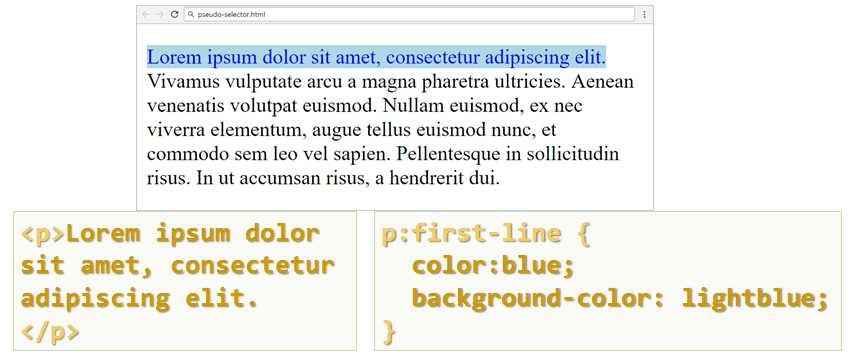 pseudo-selector.html
Lorem ipsum dolor sit amet, consectetur adipiscing elit.
Vivamus vulputate arcu a magna pharetra ultricies. Aenean
venenatis volutpat euismod. Nullam euismod, ex nec
viverra elementum, augue tellus euismod nunc, et
commodo sem leo vel sapien. Pellentesque in sollicitudin
risus. In ut accumsan risus, a hendrerit dui.
<p>Lorem ipsum dolor
sit amet, consectetur
adipiscing elit.
</p>
p:first-line {
  color:blue;
  background-color: lightblue;
}